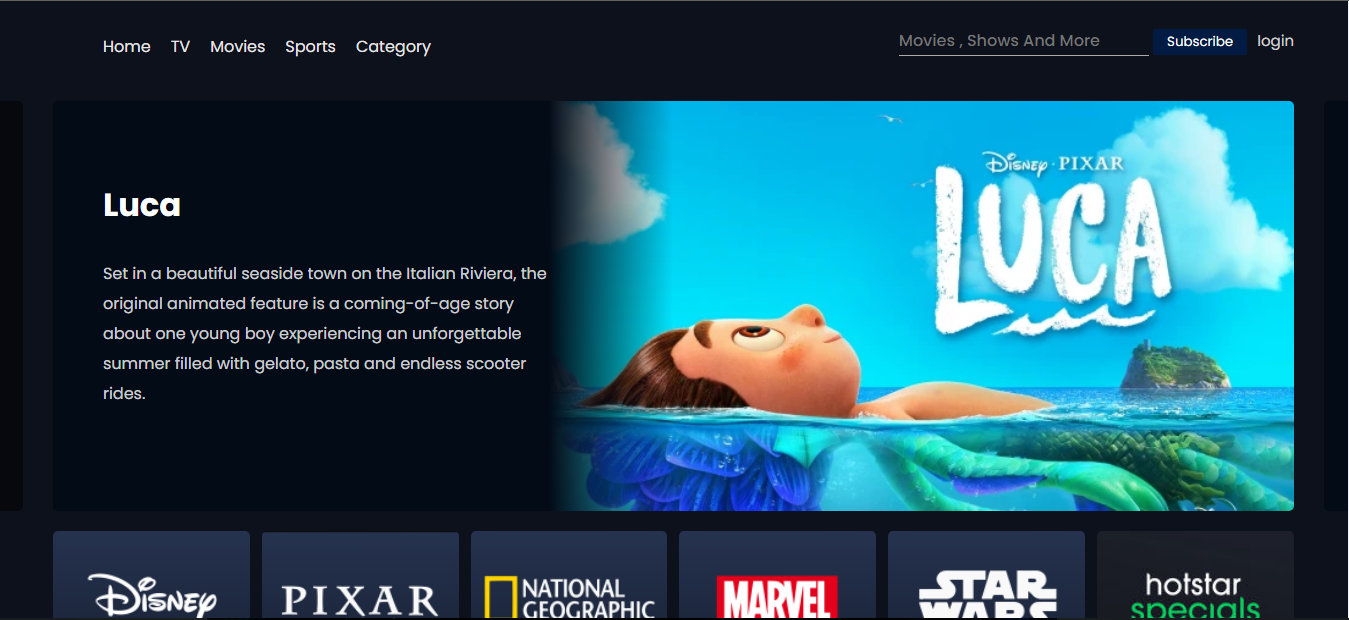 Home TV Movies Sports Category
Movies , Shows And More Subscribe login
Luca
Set in a beautiful seaside town on the Italian Riviera, the
original animated feature is a coming-of-age story
about one young boy experiencing an unforgettable
summer filled with gelato, pasta and endless scooter
rides.
Disney · PIXAR
LUCA
Disney
PIXAR
NATIONAL
GEOGRAPHIC
MARVEL
STAR
WARS
hotstar
specials